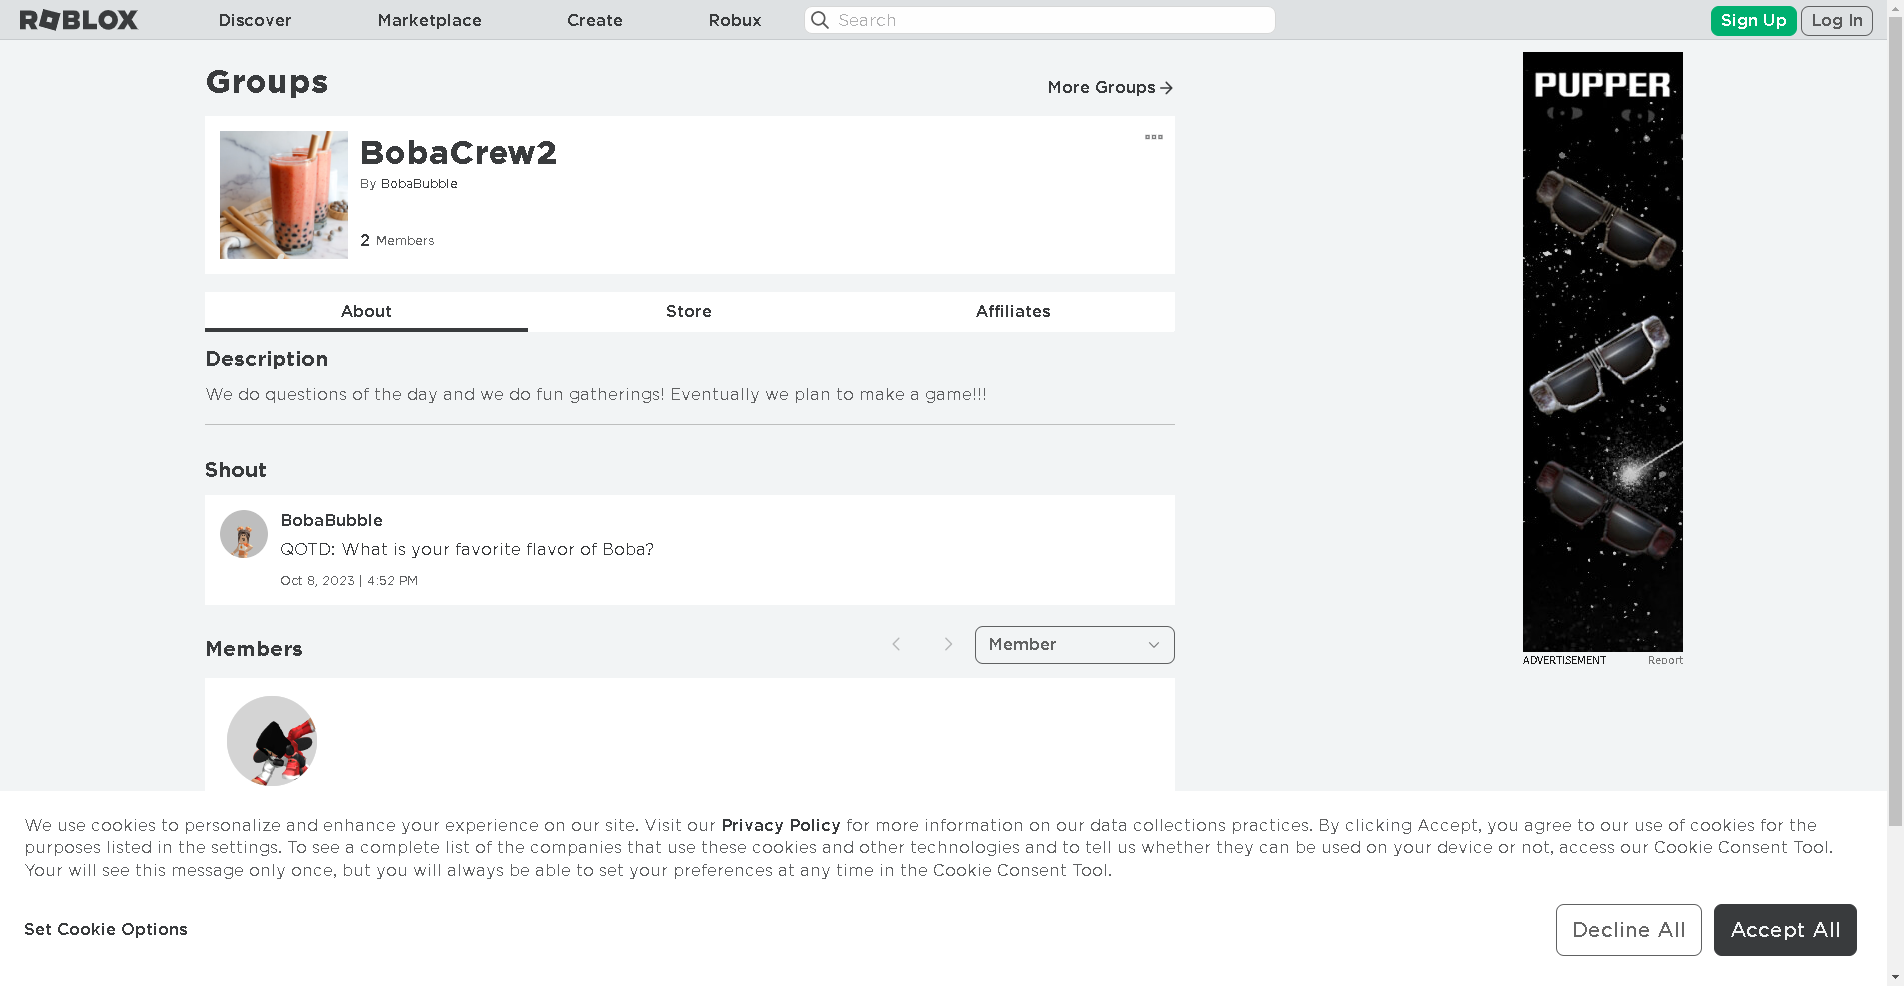 ROBLOX
Discover
Marketplace
Create
Robux
Search
Sign Up
Log In
Groups
More Groups
BobaCrew2
By BobaBubble
2 Members
About
Store
Affiliates
Description
We do questions of the day and we do fun gatherings! Eventually we plan to make a game!!!
Shout
BobaBubble
QOTD: What is your favorite flavor of Boba?
Oct 8, 2023 | 4:52 PM
Members
Member
PUPPER
ADVERTISEMENT
Report
We use cookies to personalize and enhance your experience on our site. Visit our Privacy Policy for more information on our data collections practices. By clicking Accept, you agree to our use of cookies for the
purposes listed in the settings. To see a complete list of the companies that use these cookies and other technologies and to tell us whether they can be used on your device or not, access our Cookie Consent Tool.
Your will see this message only once, but you will always be able to set your preferences at any time in the Cookie Consent Tool.
Set Cookie Options
Decline All
Accept All